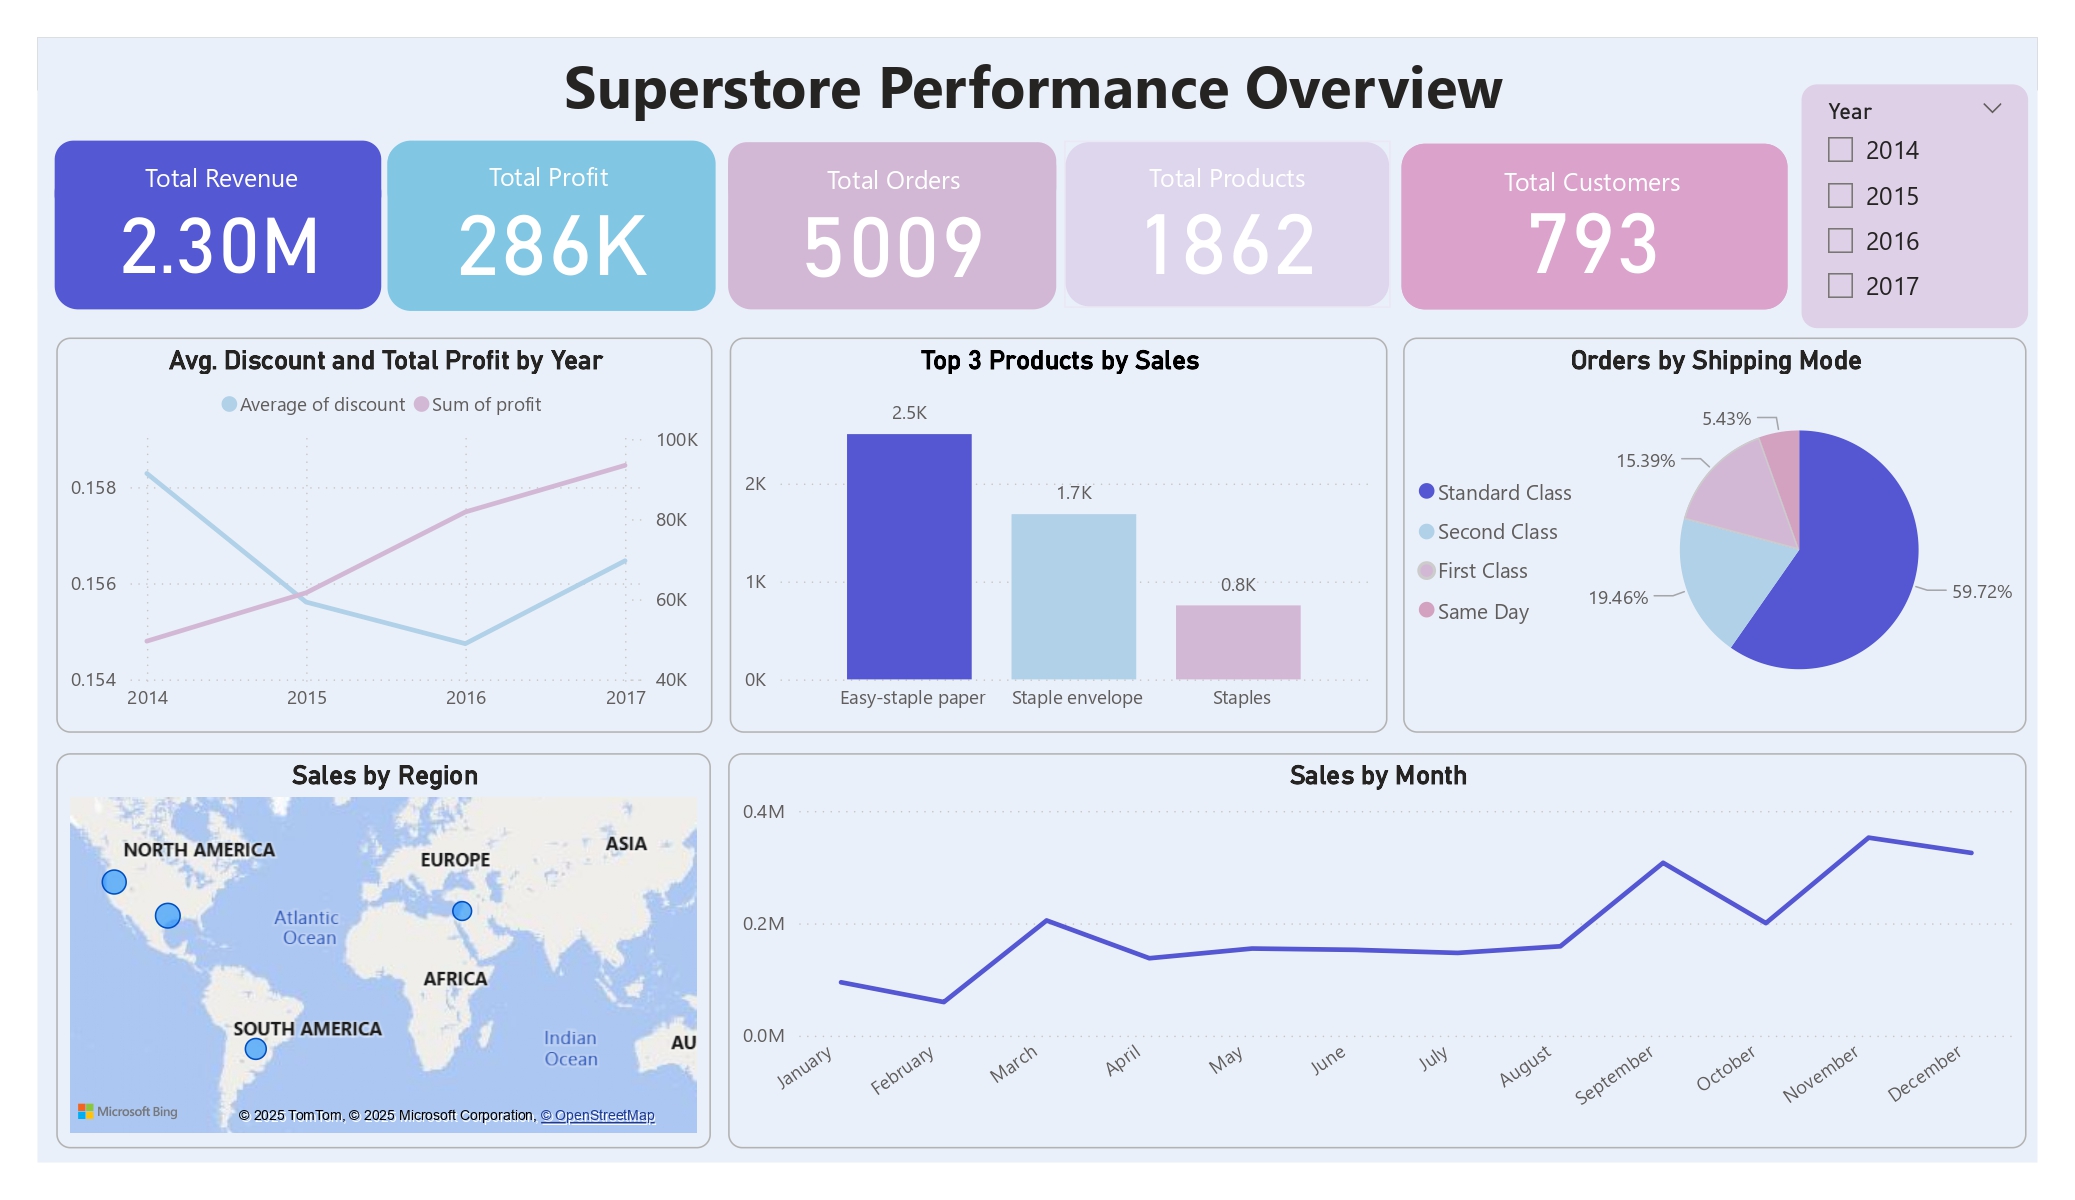 Superstore Performance Overview
Total Revenue
2.30M
Total Profit
286K
Total Orders
5009
Total Products
1862
Total Customers
793
Year
2014
2015
2016
2017
Avg. Discount and Total Profit by Year
Average of discount Sum of profit
0.158
0.156
0.154
100K
80K
60K
40K
2014 2015 2016 2017
Top 3 Products by Sales
2K
1K
0K
2.5K
1.7K
0.8K
Easy-staple paper Staple envelope Staples
Orders by Shipping Mode
Standard Class
Second Class
First Class
Same Day
5.43%
15.39%
19.46%
59.72%
Sales by Region
NORTH AMERICA
EUROPE
ASIA
Atlantic
Ocean
AFRICA
SOUTH AMERICA
Indian
Ocean
AU
Microsoft Bing
© 2025 TomTom, © 2025 Microsoft Corporation, © OpenStreetMap
Sales by Month
0.4M
0.2M
0.0M
January February March April May June July August September October November December